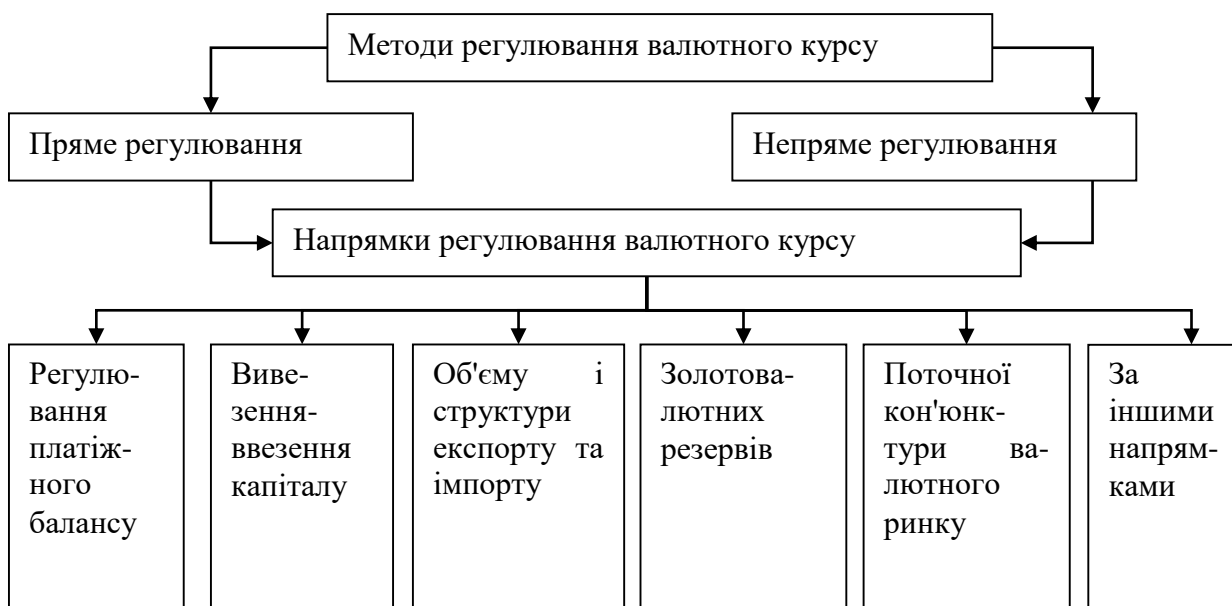 Методи регулювання валютного курсу
Пряме регулювання
Непряме регулювання
Напрямки регулювання валютного курсу
Регулю-
вання
платіж-
ного
балансу
Виве-
зення-
ввезення
капіталу
Об'єму і
структури
експорту та
імпорту
Золотова-
лютних
резервів
Поточної
кон'юнк-
тури ва-
лютного
ринку
За
іншими
напрям-
ками